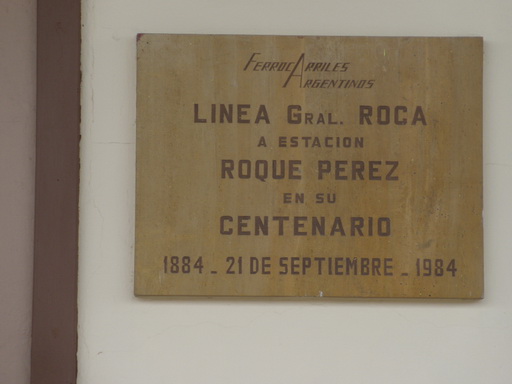 FERROCARRILES
ARGENTINOS
LINEA GRAL. ROCA
A ESTACION
ROQUE PEREZ
EN SU
CENTENARIO
1884 - 21 DE SEPTIEMBRE - 1984